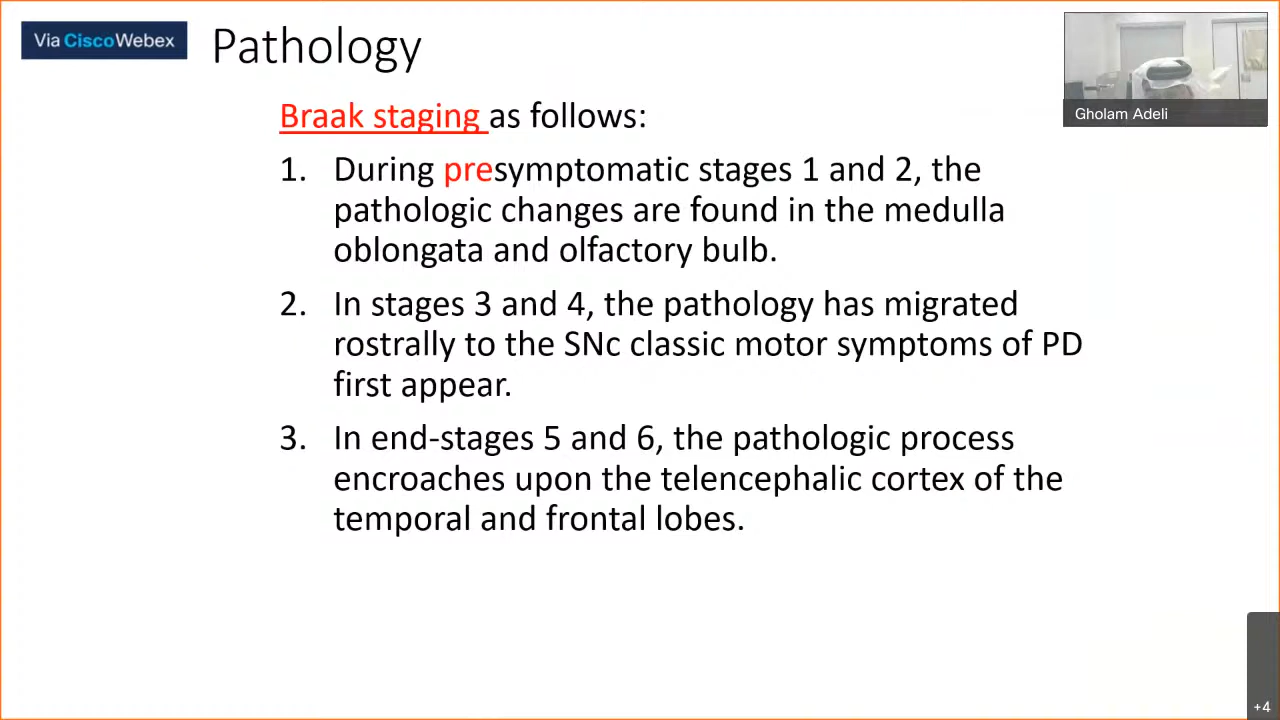 Via CiscoWebex
Pathology
Gholam Adeli
Braak staging as follows:
1. During presymptomatic stages 1 and 2, the
pathologic changes are found in the medulla
oblongata and olfactory bulb.
2. In stages 3 and 4, the pathology has migrated
rostrally to the SNc classic motor symptoms of PD
first appear.
3. In end-stages 5 and 6, the pathologic process
encroaches upon the telencephalic cortex of the
temporal and frontal lobes.
+4